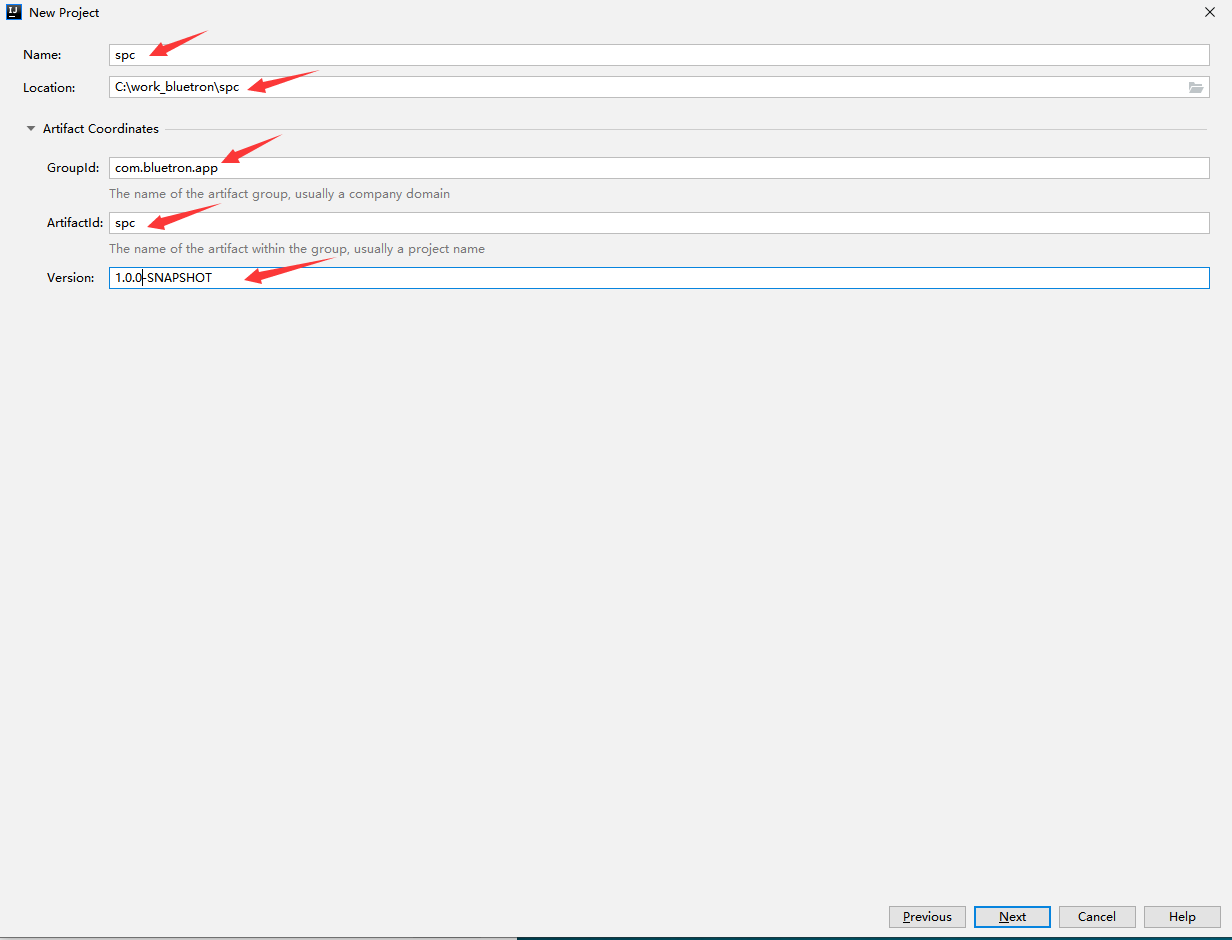 IJ New Project
Name: spc
Location: C:\work_bluetron\spc
Artifact Coordinates
GroupId: com.bluetron.app
The name of the artifact group, usually a company domain
ArtifactId: spc
The name of the artifact within the group, usually a project name
Version: 1.0.0-SNAPSHOT
Previous Next Cancel Help